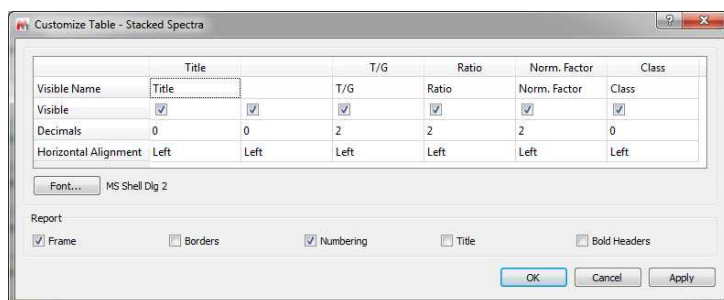 Customize Table - Stacked Spectra
Title T/G Ratio Norm. Factor Class
Visible Name Title T/G Ratio Norm. Factor Class
Visible
Decimals 0 0 2 2 2 0
Horizontal Alignment Left Left Left Left Left Left
Font... MS Shell Dlg 2
Report
Frame Borders Numbering Title Bold Headers
OK Cancel Apply